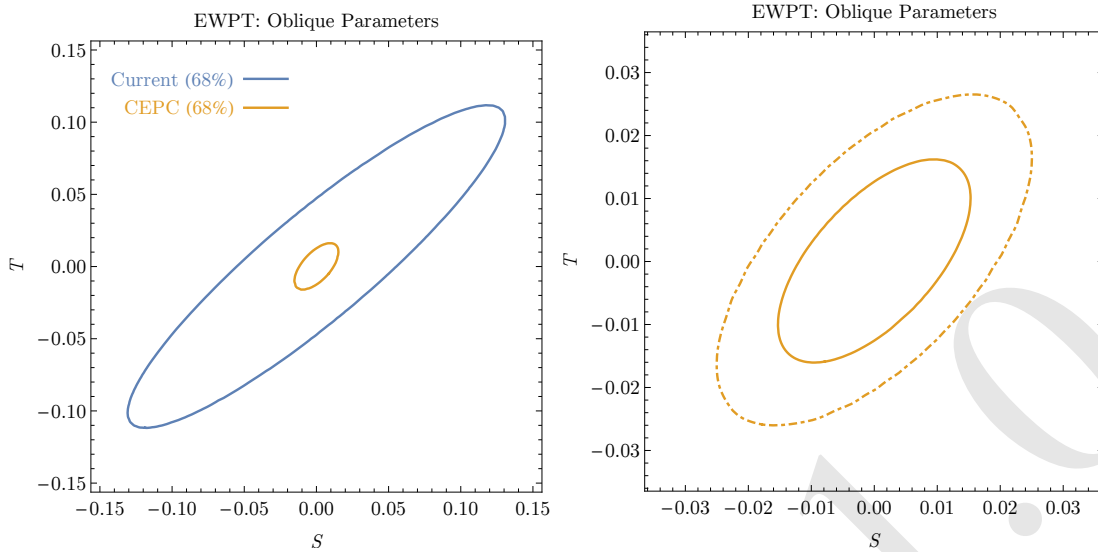 EWPT: Oblique Parameters
0.15
0.10
0.05
0.00
−0.05
−0.10
−0.15
T
Current (68%)
CEPC (68%)
−0.15 −0.10 −0.05 0.00 0.05 0.10 0.15
S
EWPT: Oblique Parameters
0.03
0.02
0.01
0.00
−0.01
−0.02
−0.03
T
−0.03 −0.02 −0.01 0.00 0.01 0.02 0.03
S